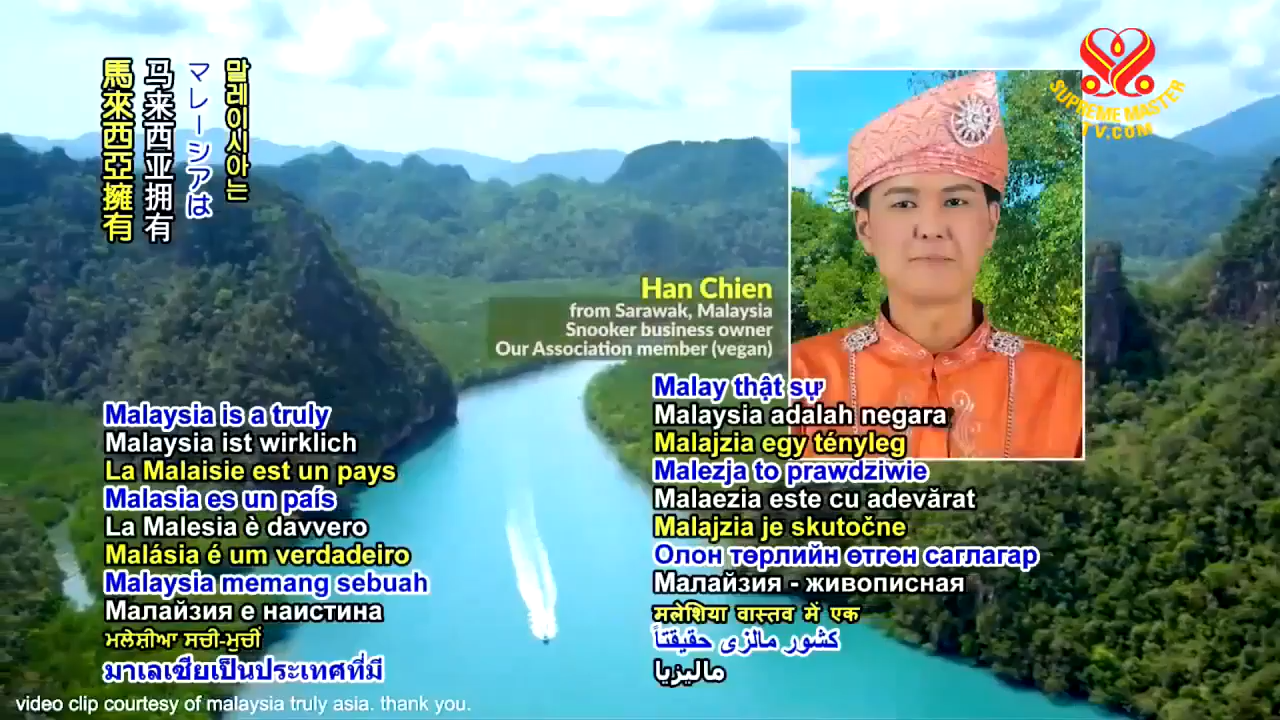 말레이시아는
マレーシアは
马来西亚拥有
馬來西亞擁有
SUPREME MASTER
TV.COM
Han Chien
from Sarawak, Malaysia
Snooker business owner
Our Association member (vegan)
Malaysia is a truly
Malaysia ist wirklich
La Malaisie est un pays
Malasia es un país
La Malesia è davvero
Malásia é um verdadeiro
Malaysia memang sebuah
Малайзия е наистина
ਮਲੇਸ਼ੀਆ ਸਚੀ-ਮੁਚੀਂ
มาเลเซียเป็นประเทศที่มี
Malay thật sự
Malaysia adalah negara
Malajzia egy tényleg
Malezja to prawdziwie
Malaezia este cu adevărat
Malajzia je skutočne
Олон төрлийн өтгөн саглагар
Малайзия - живописная
मलेशिया वास्तव में एक
کشور مالزی حقیقتاً
ماليزيا
video clip courtesy of malaysia truly asia. thank you.